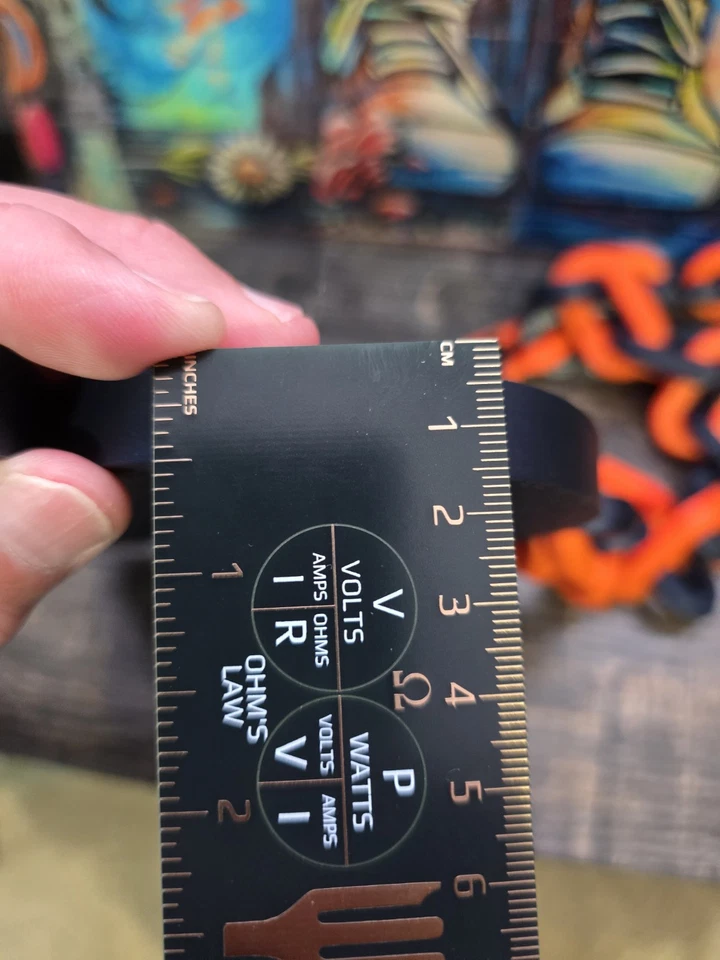 INCHES
1
2
CM
1
2
3
4
5
6
V
VOLTS
AMPS
I
OHMS
R
Ω
OHM'S
LAW
P
WATTS
VOLTS
V
AMPS
I